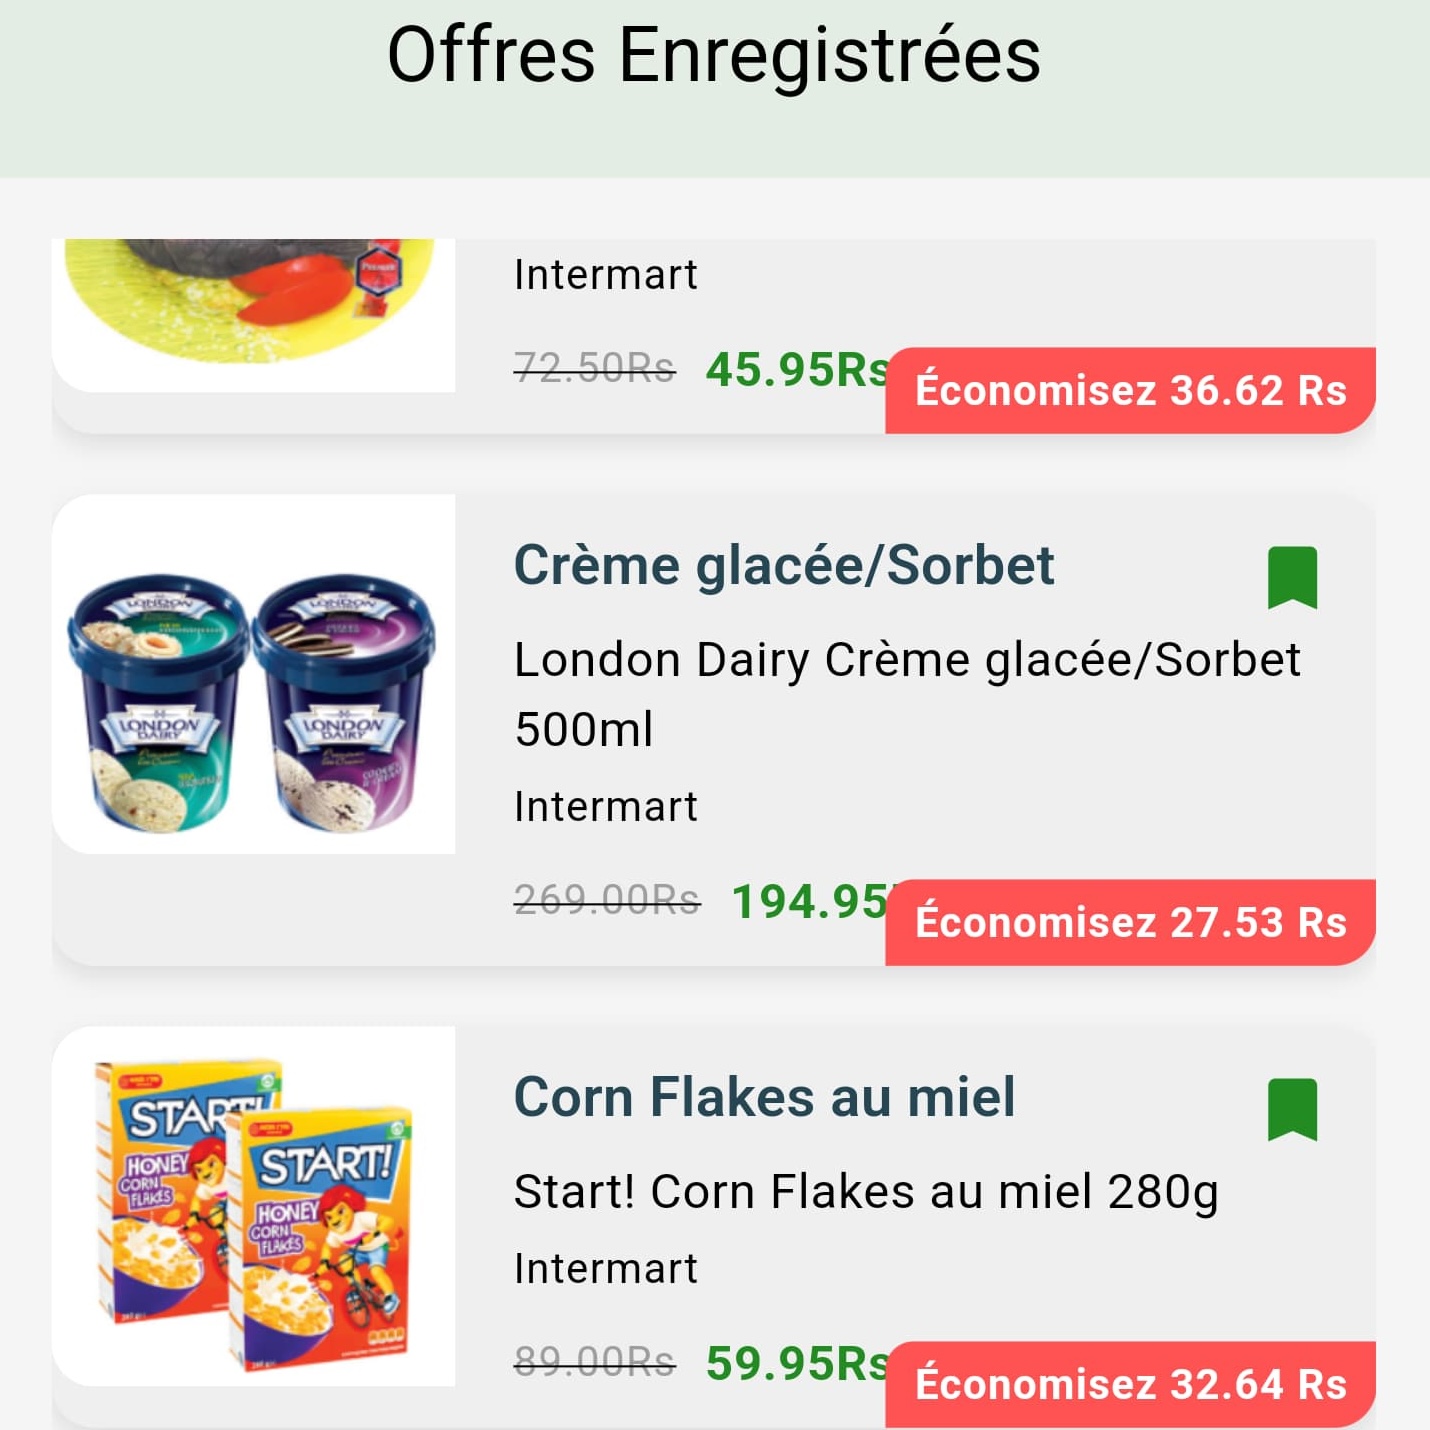 Offres Enregistrées
Intermart
72.50Rs 45.95Rs
Économisez 36.62 Rs
Crème glacée/Sorbet
LONDON DAIRY
LONDON DAIRY
London Dairy Crème glacée/Sorbet
500ml
Intermart
269.00Rs 194.95
Économisez 27.53 Rs
START!
HONEY
CORN
FLAKES
START!
HONEY
CORN
FLAKES
Corn Flakes au miel
Start! Corn Flakes au miel 280g
Intermart
89.00Rs 59.95Rs
Économisez 32.64 Rs